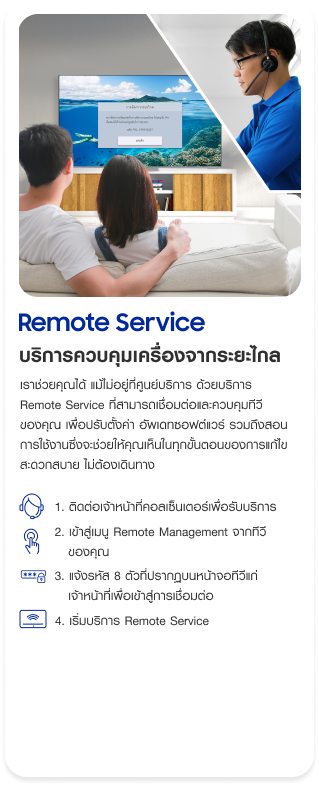 Remote Service
บริการควบคุมเครื่องจากระยะไกล
เราช่วยคุณได้ แม้ไม่อยู่ที่ศูนย์บริการ ด้วยบริการ
Remote Service ที่สามารถเชื่อมต่อและควบคุมทีวี
ของคุณ เพื่อปรับตั้งค่า อัพเดทซอฟต์แวร์ รวมถึงสอน
การใช้งานซึ่งจะช่วยให้คุณเห็นในทุกขั้นตอนของการแก้ไข
สะดวกสบาย ไม่ต้องเดินทาง
1. ติดต่อเจ้าหน้าที่คอลเซ็นเตอร์เพื่อรับบริการ
2. เข้าสู่เมนู Remote Management จากทีวี
ของคุณ
3. แจ้งรหัส 8 ตัวที่ปรากฏบนหน้าจอทีวีแก่
เจ้าหน้าที่เพื่อเข้าสู่การเชื่อมต่อ
4. เริ่มบริการ Remote Service